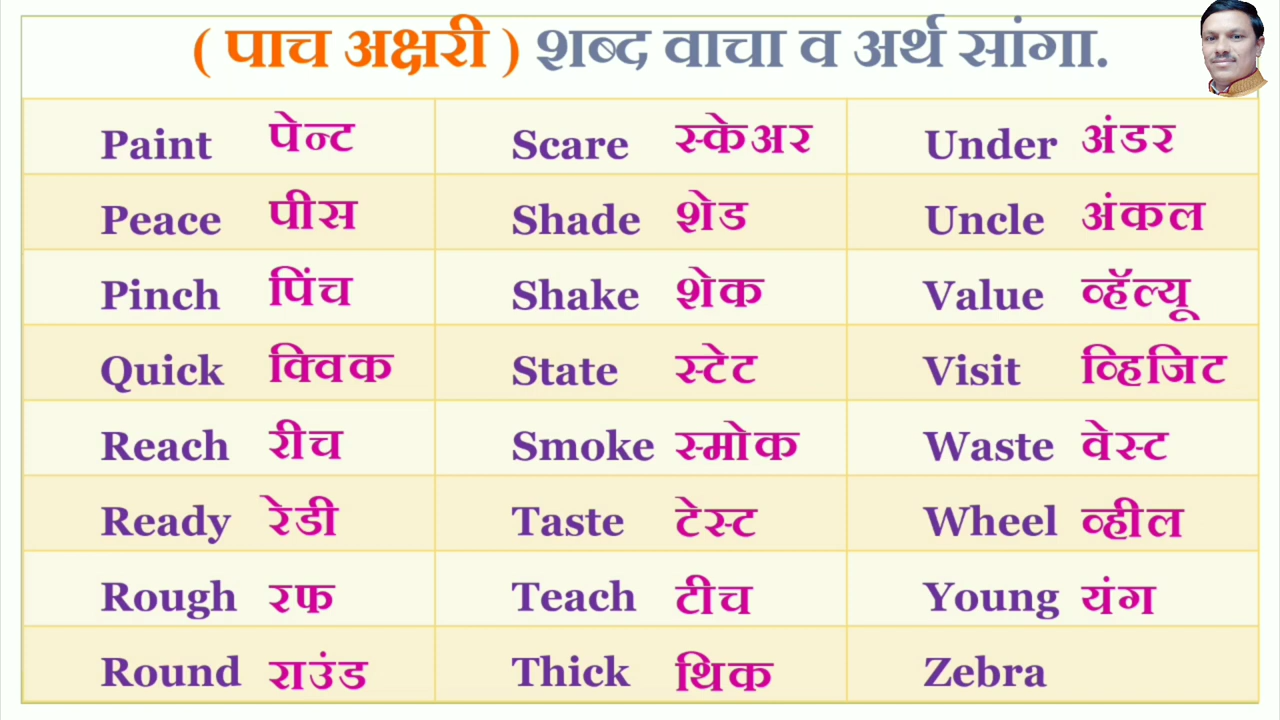 ( पाच अक्षरी ) शब्द वाचा व अर्थ सांगा.
Paint पेन्ट Scare स्केअर Under अंडर
Peace पीस Shade शेड Uncle अंकल
Pinch पिंच Shake शेक Value व्हॅल्यू
Quick क्विक State स्टेट Visit व्हिजिट
Reach रीच Smoke स्मोक Waste वेस्ट
Ready रेडी Taste टेस्ट Wheel व्हील
Rough रफ Teach टीच Young यंग
Round राउंड Thick थिक Zebra